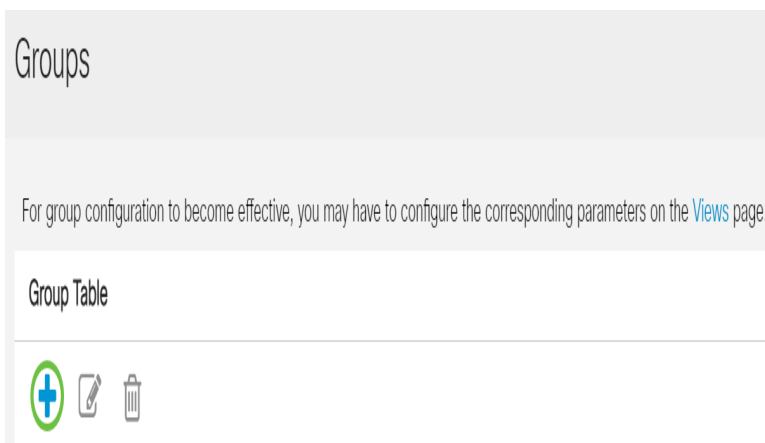 Groups
For group configuration to become effective, you may have to configure the corresponding parameters on the Views page
Group Table